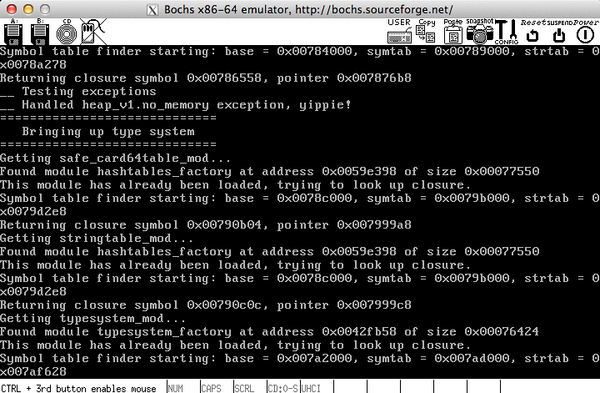 Bochs x86-64 emulator, http://bochs.sourceforge.net/
A: B: CD USER Copy Paste snapshot CONFIG Reset SUSPEND Power
Symbol table finder starting: base = 0x00784000, symtab = 0x00789000, strtab = 0
x0078a278
Returning closure symbol 0x00786558, pointer 0x007876b8
__ Testing exceptions
__ Handled heap_v1.no_memory exception, yippie!
==============================
Bringing up type system
==============================
Getting safe_card64table_mod...
Found module hashtables_factory at address 0x0059e398 of size 0x00077550
This module has already been loaded, trying to look up closure.
Symbol table finder starting: base = 0x0078c000, symtab = 0x0079b000, strtab = 0
x0079d2e8
Returning closure symbol 0x00790b04, pointer 0x007999a8
Getting stringtable_mod...
Found module hashtables_factory at address 0x0059e398 of size 0x00077550
This module has already been loaded, trying to look up closure.
Symbol table finder starting: base = 0x0078c000, symtab = 0x0079b000, strtab = 0
x0079d2e8
Returning closure symbol 0x00790c0c, pointer 0x007999c8
Getting typesystem_mod...
Found module typesystem_factory at address 0x0042fb58 of size 0x00076424
This module has already been loaded, trying to look up closure.
Symbol table finder starting: base = 0x007a2000, symtab = 0x007ad000, strtab = 0
x007af628
CTRL + 3rd button enables mouse NUM CAPS SCRL CD:0-S UHCI